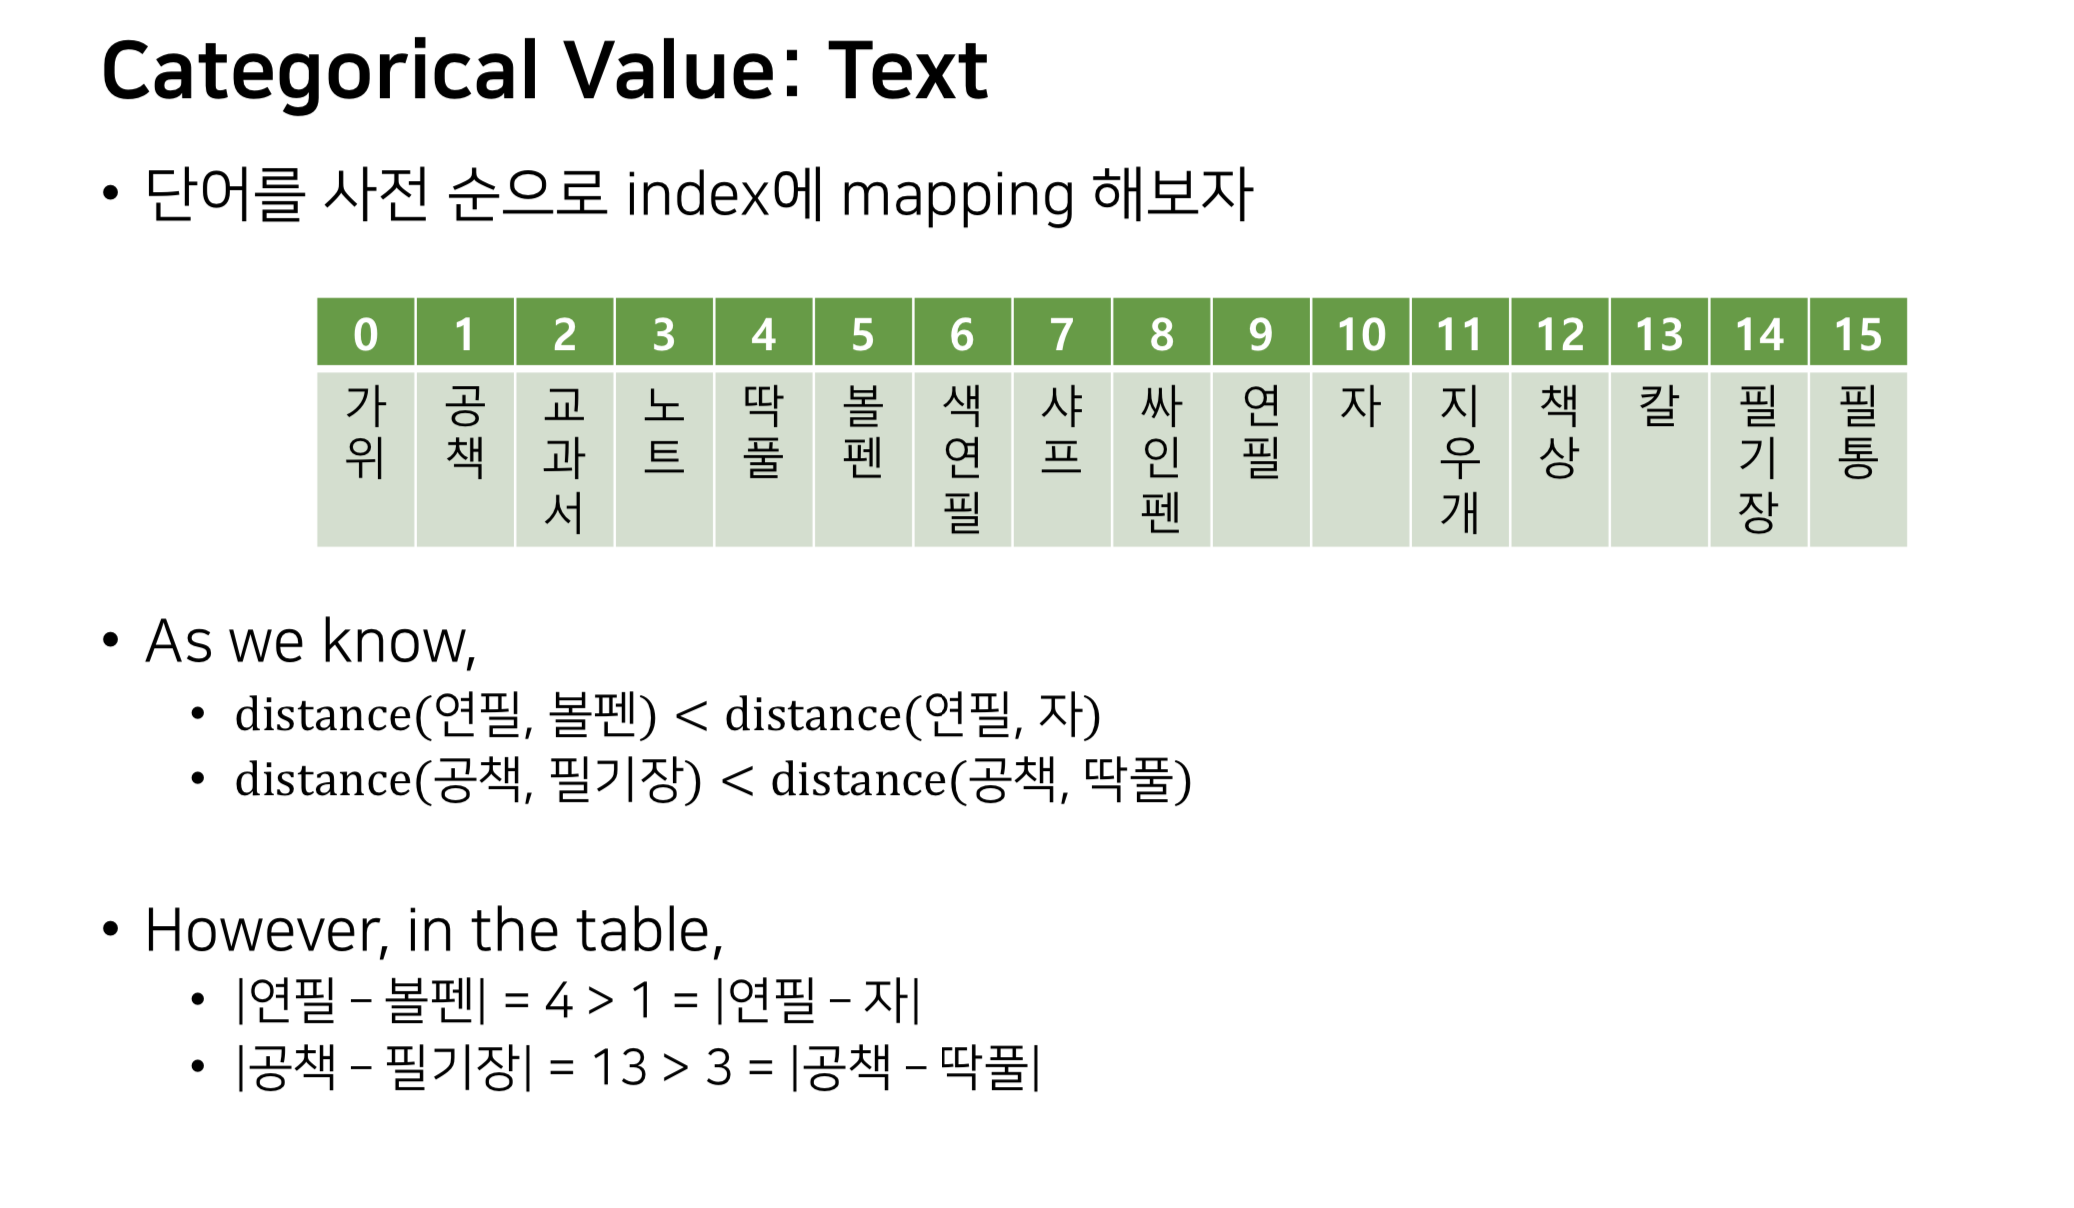 Categorical Value: Text
• 단어를 사전 순으로 index에 mapping 해보자
0 1 2 3 4 5 6 7 8 9 10 11 12 13 14 15
가위 공책 교과서 노트 딱풀 볼펜 색연필 샤프 싸인펜 연필 자 지우개 책상 칼 필기장 필통
• As we know,
• distance(연필, 볼펜) < distance(연필, 자)
• distance(공책, 필기장) < distance(공책, 딱풀)
• However, in the table,
• |연필 – 볼펜| = 4 > 1 = |연필 – 자|
• |공책 – 필기장| = 13 > 3 = |공책 – 딱풀|